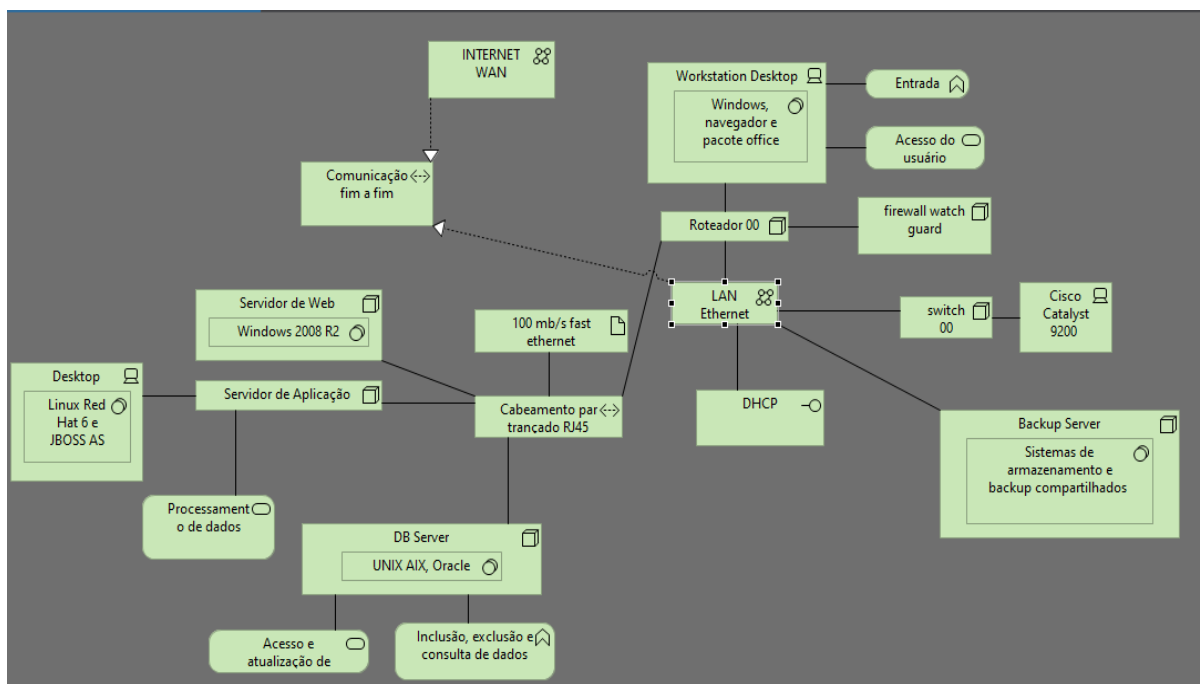 INTERNET
WAN
Workstation Desktop
Windows,
navegador e
pacote office
Entrada
Acesso do
usuário
Comunicação
fim a fim
Roteador 00
firewall watch
guard
LAN
Ethernet
switch
00
Cisco
Catalyst
9200
Servidor de Web
Windows 2008 R2
100 mb/s fast
ethernet
Desktop
Linux Red
Hat 6 e
JBOSS AS
Servidor de Aplicação
Cabeamento par
trançado RJ45
DHCP
Backup Server
Sistemas de
armazenamento e
backup compartilhados
Processament
o de dados
DB Server
UNIX AIX, Oracle
Acesso e
atualização de
Inclusão, exclusão e
consulta de dados